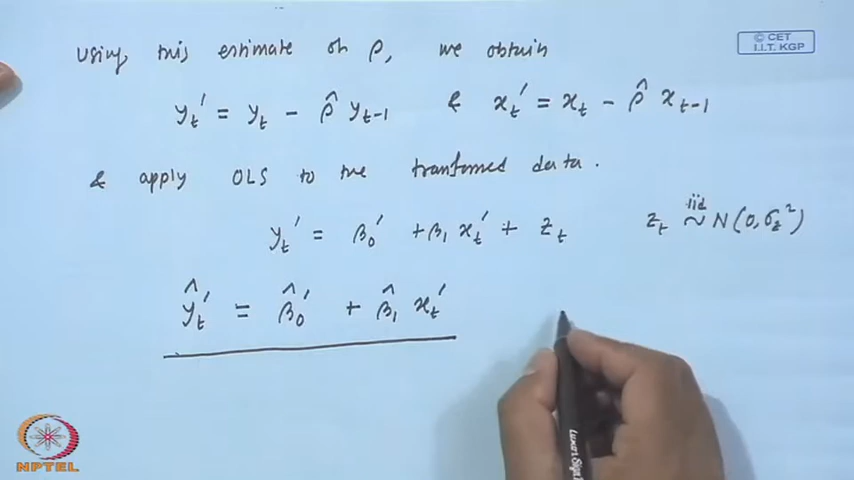 © CET
I.I.T. KGP
Using this estimate of ρ, we obtain
y_t' = y_t − ρ̂ y_{t−1} & x_t' = x_t − ρ̂ x_{t−1}
& apply OLS to the transformed data.
y_t' = β_0' + β_1 x_t' + z_t z_t ~iid N(0, σ_z²)
ŷ_t' = β̂_0' + β̂_1 x_t'
NPTEL